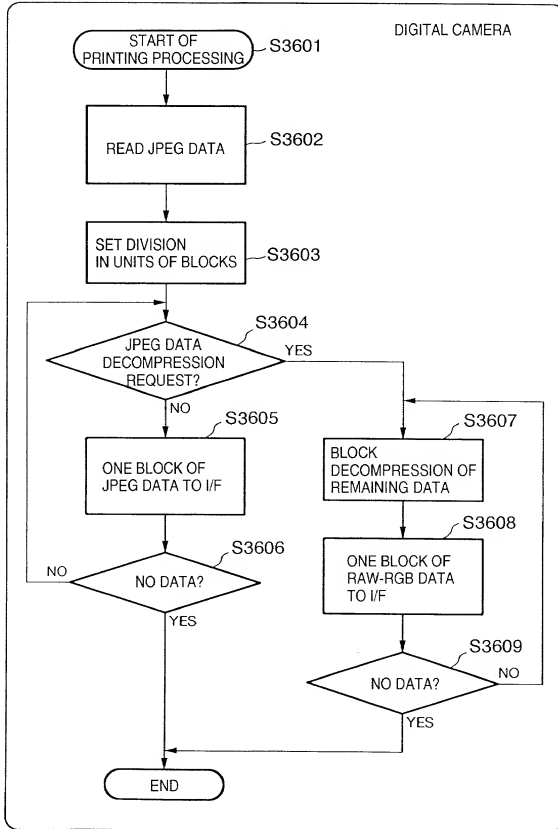 DIGITAL CAMERA
START OF
PRINTING PROCESSING
S3601
READ JPEG DATA
S3602
SET DIVISION
IN UNITS OF BLOCKS
S3603
S3604
JPEG DATA
DECOMPRESSION
REQUEST?
YES
NO
S3605
ONE BLOCK OF
JPEG DATA TO I/F
S3606
NO
NO DATA?
YES
S3607
BLOCK
DECOMPRESSION OF
REMAINING DATA
S3608
ONE BLOCK OF
RAW-RGB DATA
TO I/F
S3609
NO DATA?
NO
YES
END